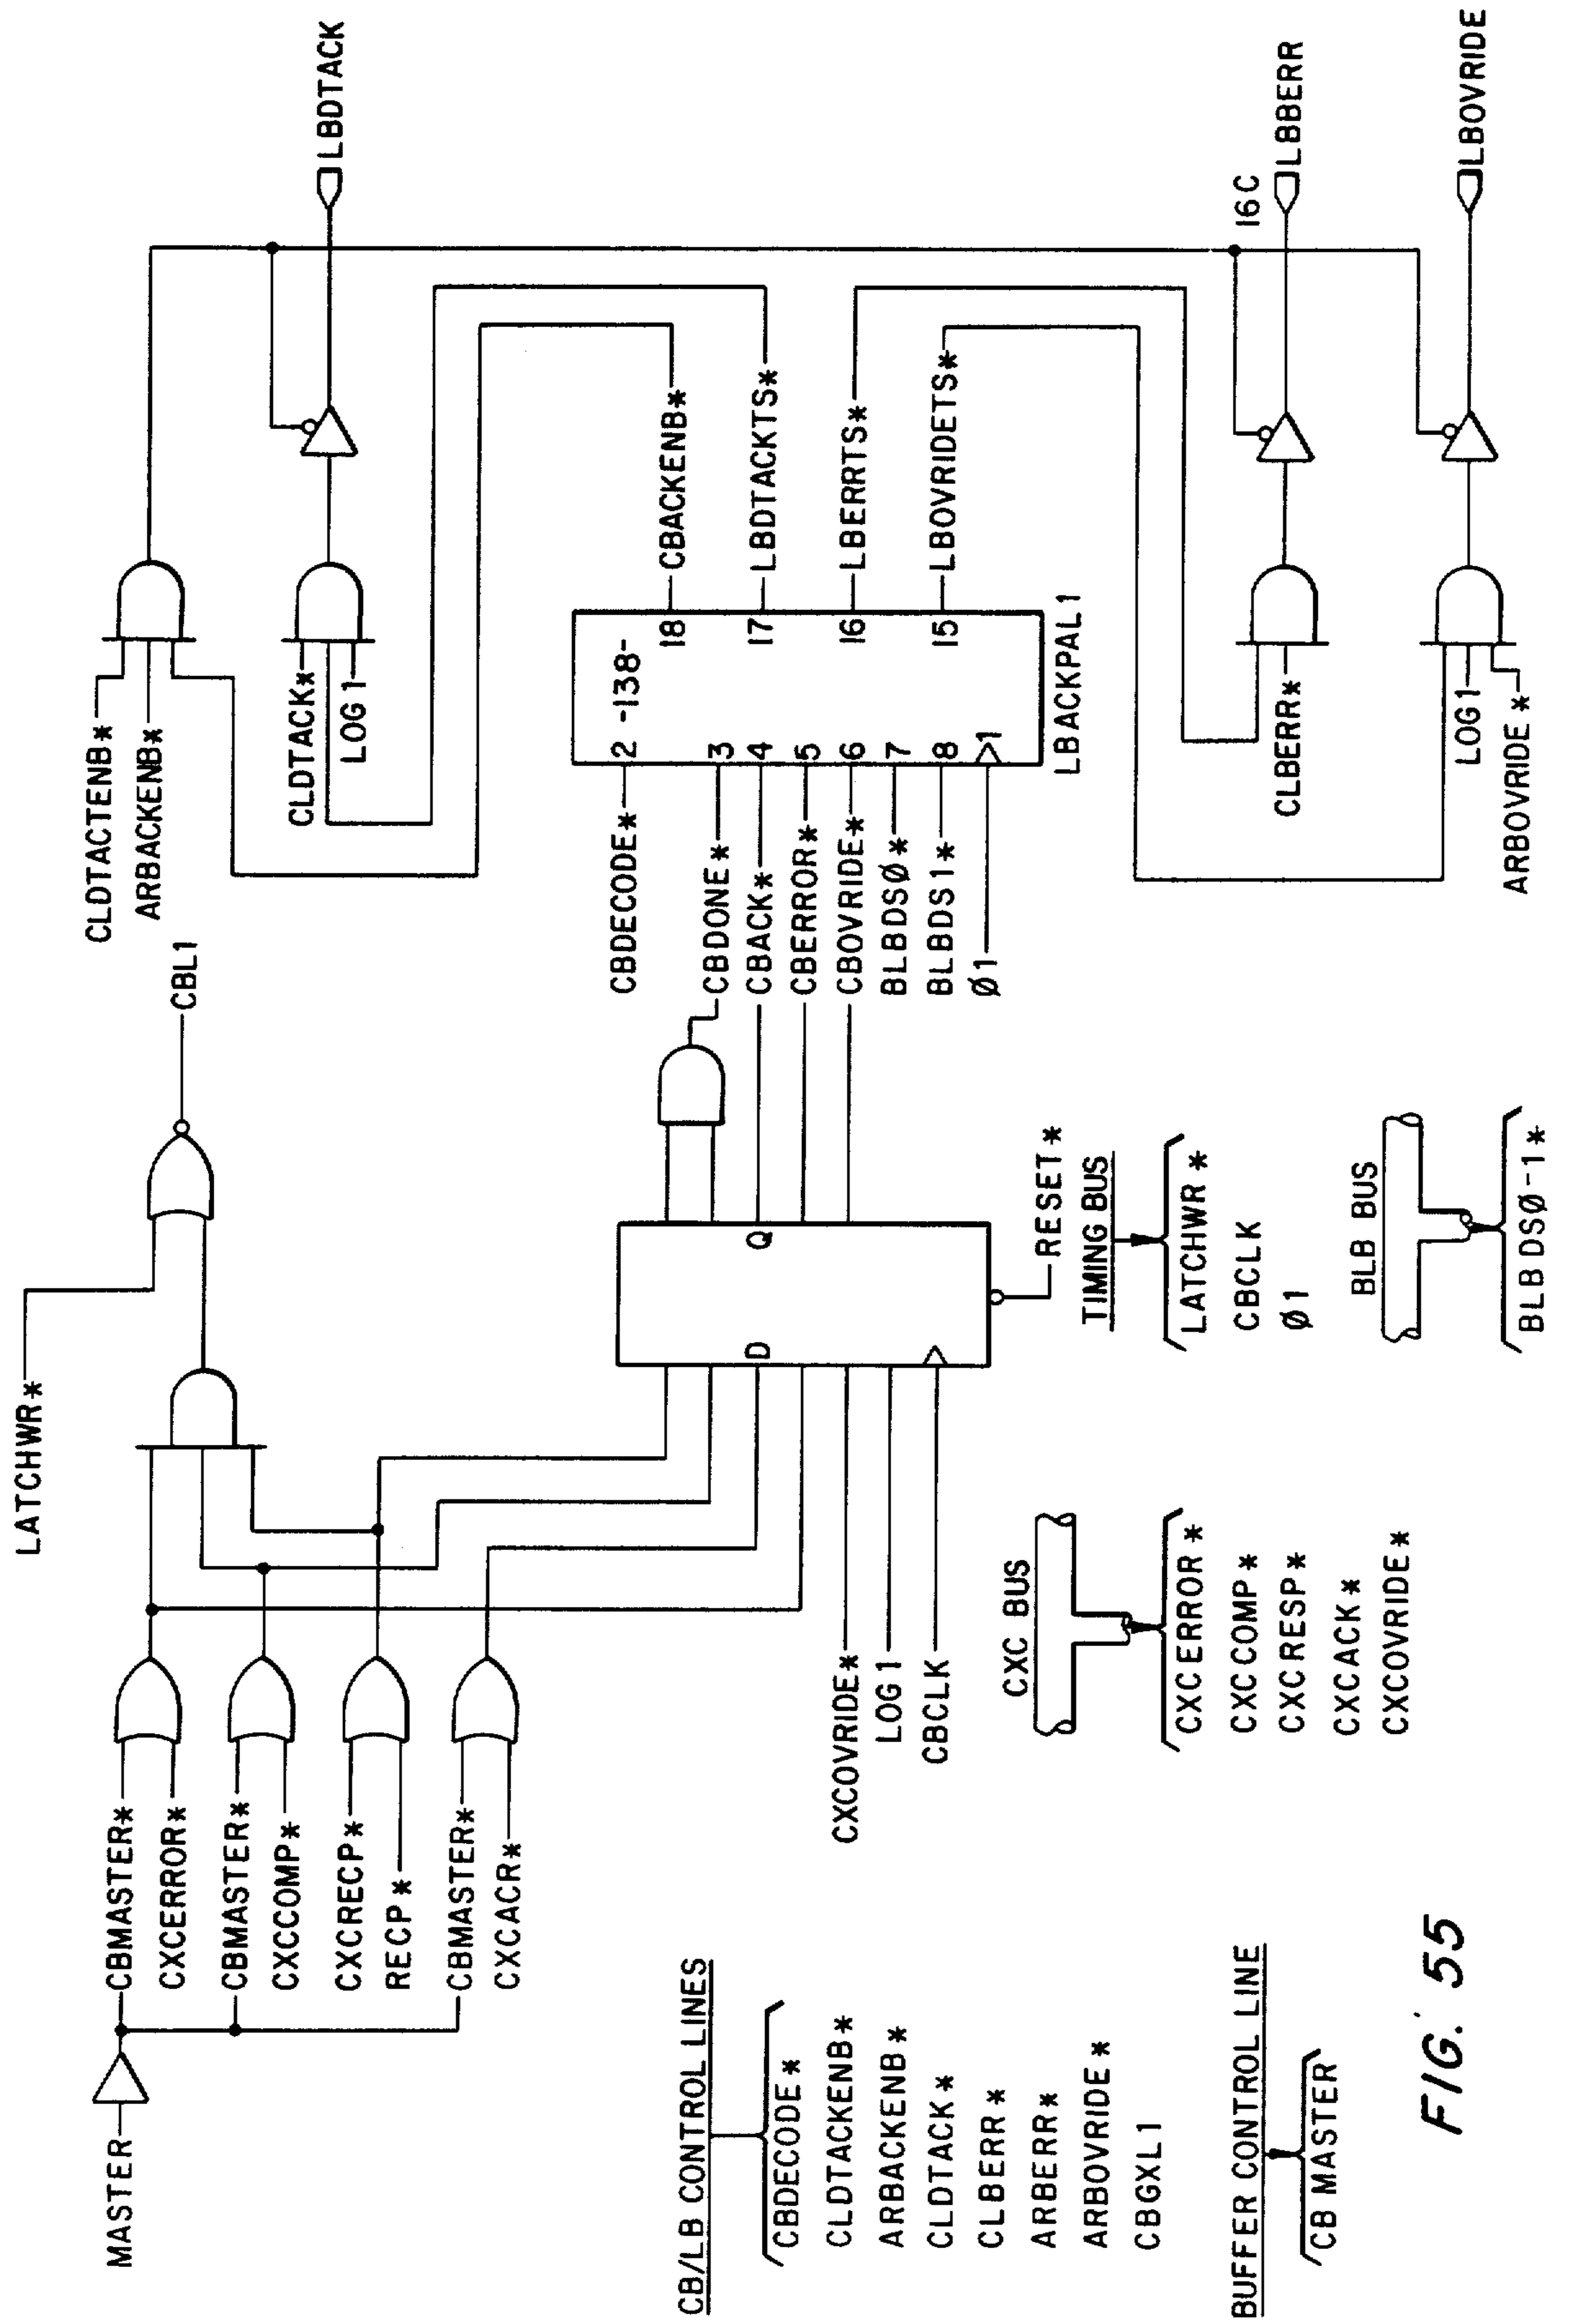 LATCHWR*
CBL1
MASTER
CBMASTER*
CXCERROR*
CBMASTER*
CXCCOMP*
CXCRECP*
RECP*
CBMASTER*
CXCACR*
CXCOVRIDE*
LOG1
CBCLK
D
Q
RESET*
CLDTACTENB*
ARBACKENB*
CLDTACK*
LOG1
LBDTACK
CBDECODE*
CBDONE*
CBACK*
CBERROR*
CBOVRIDE*
BLBDSØ*
BLBDS1*
Ø1
2
3
4
5
6
7
8
1
-138-
18
17
16
15
LBACKPAL1
CBACKENB*
LBDTACKTS*
LBERRTS*
LBOVRIDETS*
CLBERR*
LOG1
ARBOVRIDE*
16C
LBBERR
LBOVRIDE
CB/LB CONTROL LINES
CBDECODE*
CLDTACKENB*
ARBACKENB*
CLDTACK*
CLBERR*
ARBERR*
ARBOVRIDE*
CBGXL1
BUFFER CONTROL LINE
CB MASTER
CXC BUS
CXCERROR*
CXCCOMP*
CXCRESP*
CXCACK*
CXCOVRIDE*
TIMING BUS
LATCHWR*
CBCLK
Ø1
BLB BUS
BLBDSØ-1*
FIG. 55